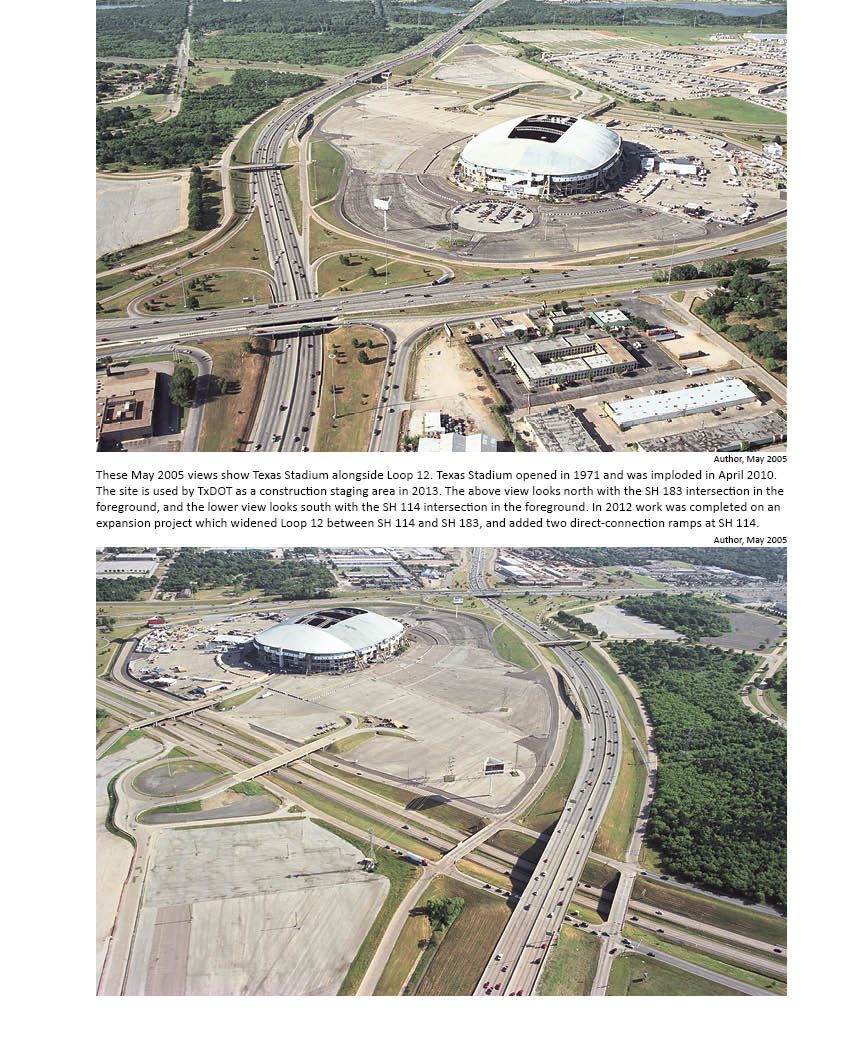 Author, May 2005
These May 2005 views show Texas Stadium alongside Loop 12. Texas Stadium opened in 1971 and was imploded in April 2010.
The site is used by TxDOT as a construction staging area in 2013. The above view looks north with the SH 183 intersection in the
foreground, and the lower view looks south with the SH 114 intersection in the foreground. In 2012 work was completed on an
expansion project which widened Loop 12 between SH 114 and SH 183, and added two direct-connection ramps at SH 114.
Author, May 2005